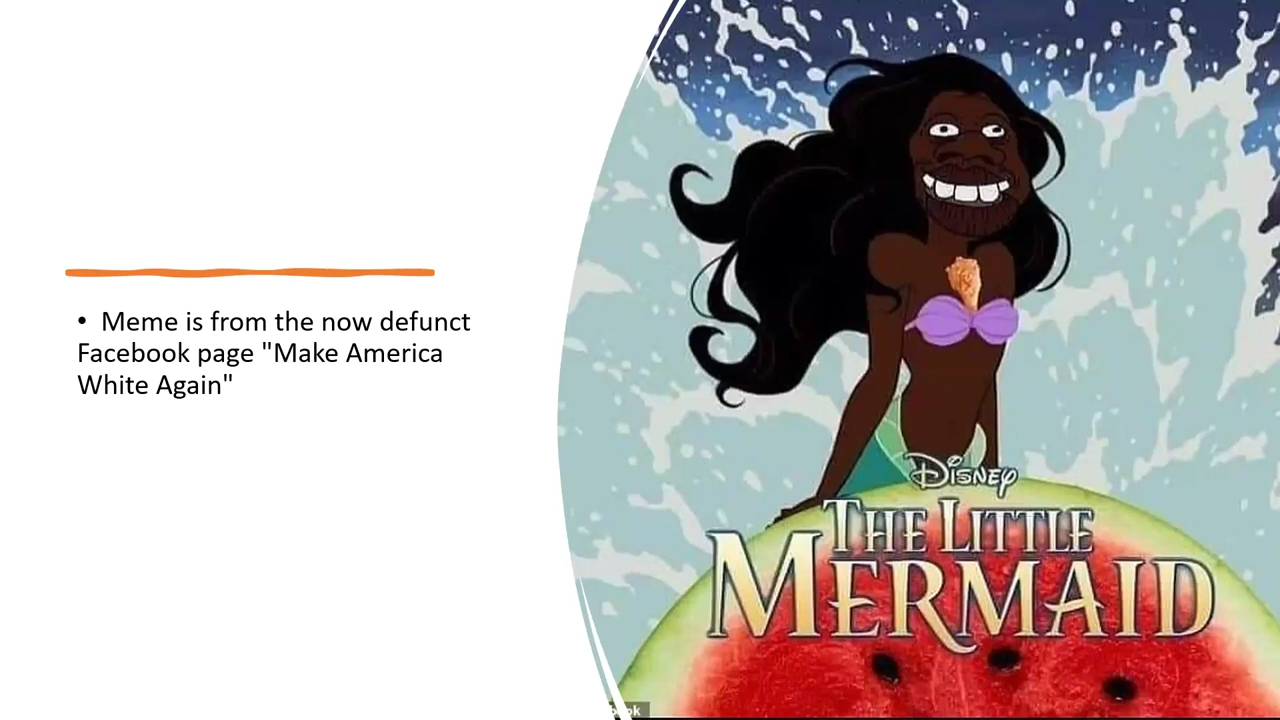 • Meme is from the now defunct
Facebook page "Make America
White Again"
Disney
The Little
Mermaid